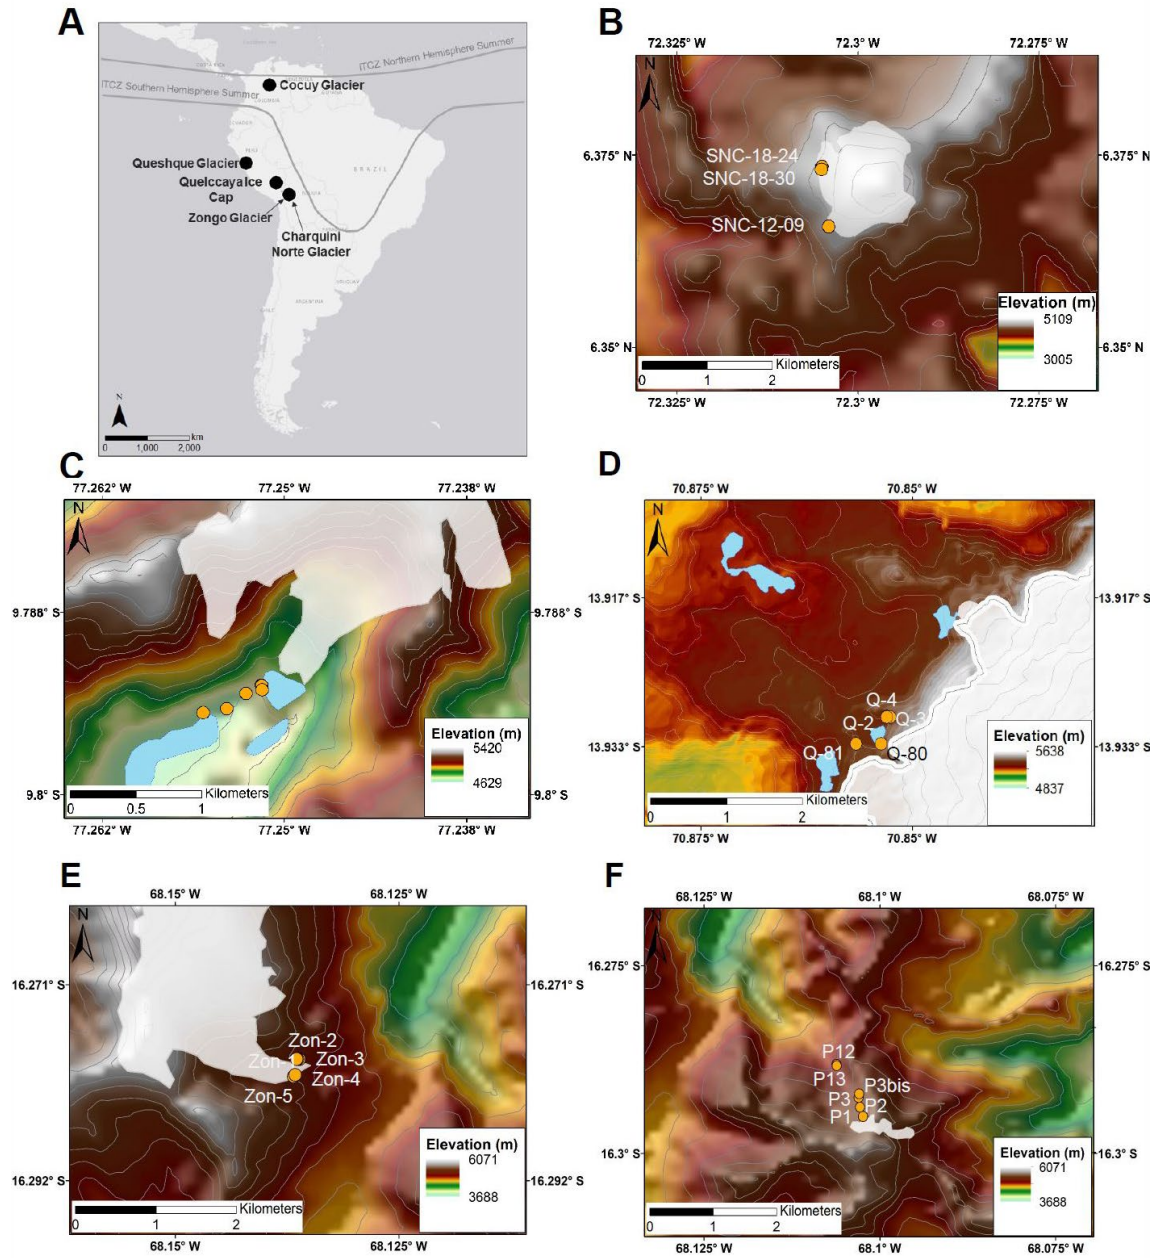 A
ITCZ Northern Hemisphere Summer
ITCZ Southern Hemisphere Summer
Cocuy Glacier
Queshque Glacier
PERU
BRAZIL
Quelccaya Ice
Cap
Zongo Glacier
Charquini
Norte Glacier
URUGUAY
ARGENTINA
CHILE
N
km
0 1,000 2,000
B
72.325° W 72.3° W 72.275° W
N
6.375° N 6.375° N
SNC-18-24
SNC-18-30
SNC-12-09
Elevation (m)
5109
3005
6.35° N 6.35° N
Kilometers
0 1 2
72.325° W 72.3° W 72.275° W
C
77.262° W 77.25° W 77.238° W
N
9.788° S 9.788° S
Elevation (m)
5420
4629
9.8° S 9.8° S
Kilometers
0 0.5 1
77.262° W 77.25° W 77.238° W
D
70.875° W 70.85° W
N
13.917° S 13.917° S
Q-4
Q-2 Q-3
13.933° S 13.933° S
Q-81 Q-80
Elevation (m)
5638
4837
Kilometers
0 1 2
70.875° W 70.85° W
E
68.15° W 68.125° W
N
16.271° S 16.271° S
Zon-2
Zon-1 Zon-3
Zon-4
Zon-5
Elevation (m)
6071
3688
16.292° S 16.292° S
Kilometers
0 1 2
68.15° W 68.125° W
F
68.125° W 68.1° W 68.075° W
N
16.275° S 16.275° S
P12
P13
P3bis
P3
P2
P1
Elevation (m)
6071
3688
16.3° S 16.3° S
Kilometers
0 1 2
68.125° W 68.1° W 68.075° W